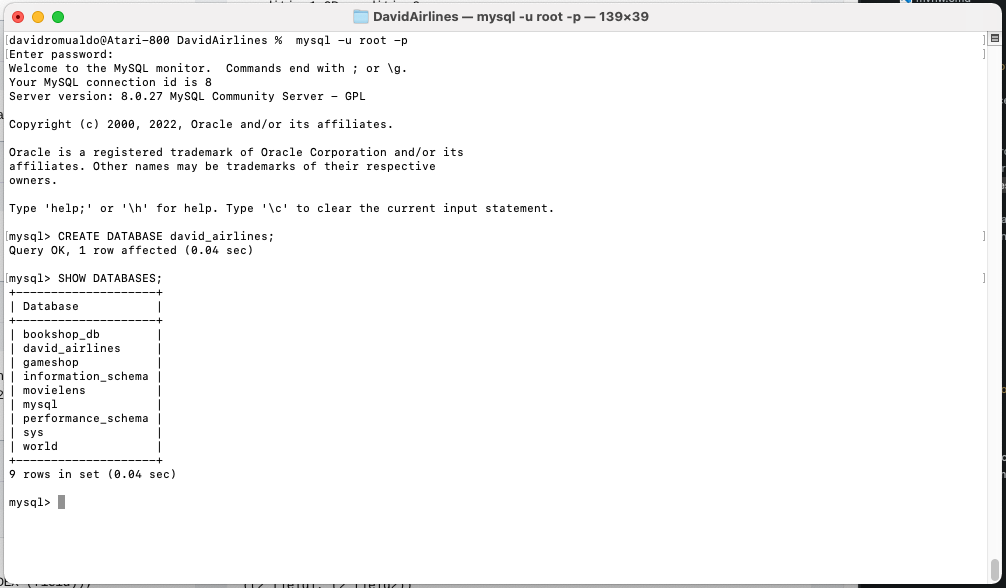 DavidAirlines — mysql -u root -p — 139×39
[davidromualdo@Atari-800 DavidAirlines %  mysql -u root -p ]
[Enter password: ]
Welcome to the MySQL monitor.  Commands end with ; or \g.
Your MySQL connection id is 8
Server version: 8.0.27 MySQL Community Server - GPL
Copyright (c) 2000, 2022, Oracle and/or its affiliates.
Oracle is a registered trademark of Oracle Corporation and/or its
affiliates. Other names may be trademarks of their respective
owners.
Type 'help;' or '\h' for help. Type '\c' to clear the current input statement.
[mysql> CREATE DATABASE david_airlines; ]
Query OK, 1 row affected (0.04 sec)
[mysql> SHOW DATABASES; ]
+--------------------+
| Database           |
+--------------------+
| bookshop_db        |
| david_airlines     |
| gameshop           |
| information_schema |
| movielens          |
| mysql              |
| performance_schema |
| sys                |
| world              |
+--------------------+
9 rows in set (0.04 sec)
mysql>